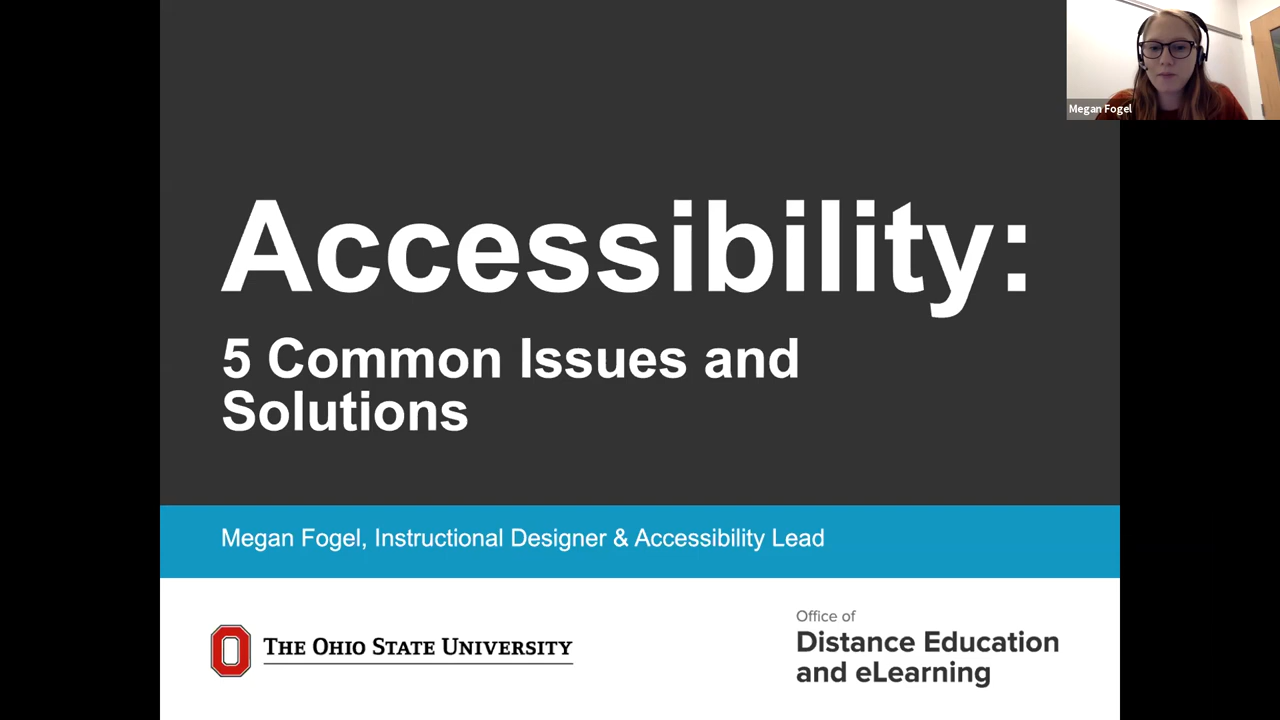 Megan Fogel
Accessibility:
5 Common Issues and
Solutions
Megan Fogel, Instructional Designer & Accessibility Lead
THE OHIO STATE UNIVERSITY
Office of
Distance Education
and eLearning